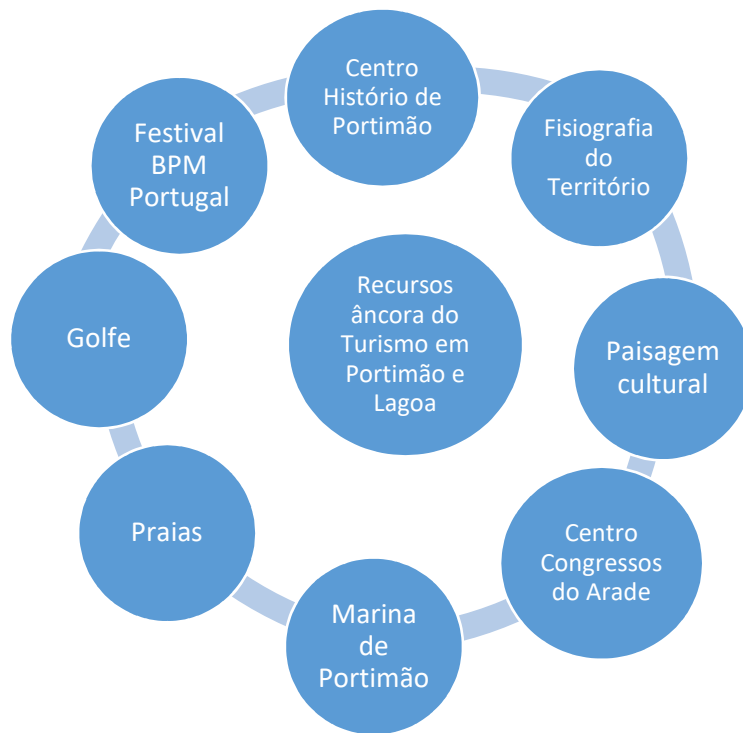 Centro
Histório de
Portimão
Fisiografia
do
Território
Paisagem
cultural
Centro
Congressos
do Arade
Marina
de
Portimão
Praias
Golfe
Festival
BPM
Portugal
Recursos
âncora do
Turismo em
Portimão e
Lagoa